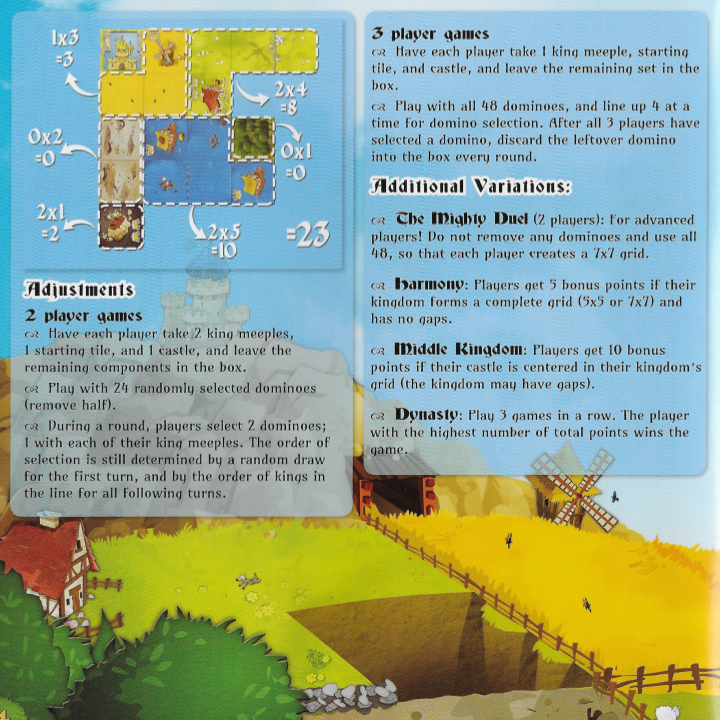 1x3
=3
2x4
=8
0x2
=0
0x1
=0
2x1
=2
2x5
=10
=23
Adjustments
2 player games
Have each player take 2 king meeples,
1 starting tile, and 1 castle, and leave the
remaining components in the box.
Play with 24 randomly selected dominoes
(remove half).
During a round, players select 2 dominoes;
1 with each of their king meeples. The order of
selection is still determined by a random draw
for the first turn, and by the order of kings in
the line for all following turns.
3 player games
Have each player take 1 king meeple, starting
tile, and castle, and leave the remaining set in the
box.
Play with all 48 dominoes, and line up 4 at a
time for domino selection. After all 3 players have
selected a domino, discard the leftover domino
into the box every round.
Additional Variations:
The Mighty Duel (2 players): For advanced
players! Do not remove any dominoes and use all
48, so that each player creates a 7x7 grid.
Harmony: Players get 5 bonus points if their
kingdom forms a complete grid (5x5 or 7x7) and
has no gaps.
Middle Kingdom: Players get 10 bonus
points if their castle is centered in their kingdom's
grid (the kingdom may have gaps).
Dynasty: Play 3 games in a row. The player
with the highest number of total points wins the
game.